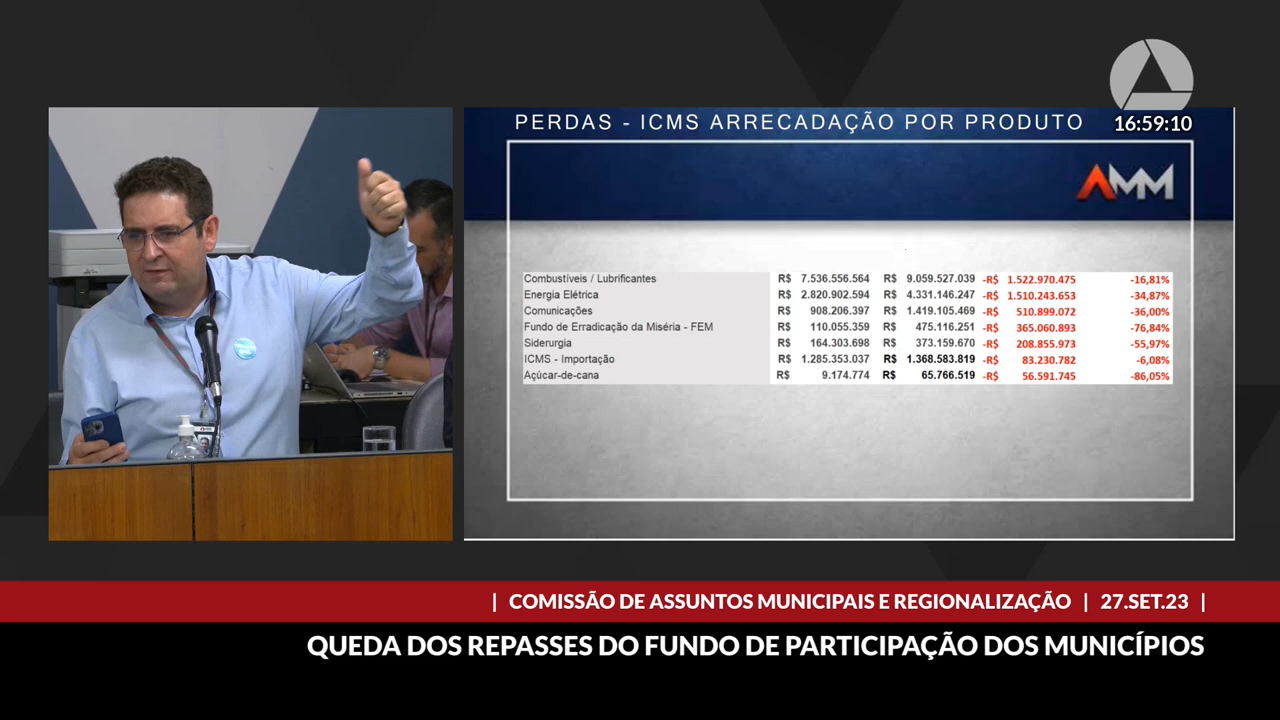 PERDAS - ICMS ARRECADAÇÃO POR PRODUTO
16:59:10
AMM
Combustíveis / Lubrificantes R$ 7.536.556.564 R$ 9.059.527.039 -R$ 1.522.970.475 -16,81%
Energia Elétrica R$ 2.820.902.594 R$ 4.331.146.247 -R$ 1.510.243.653 -34,87%
Comunicações R$ 908.206.397 R$ 1.419.105.469 -R$ 510.899.072 -36,00%
Fundo de Erradicação da Miséria - FEM R$ 110.055.359 R$ 475.116.251 -R$ 365.060.893 -76,84%
Siderurgia R$ 164.303.698 R$ 373.159.670 -R$ 208.855.973 -55,97%
ICMS - Importação R$ 1.285.353.037 R$ 1.368.583.819 -R$ 83.230.782 -6,08%
Açúcar-de-cana R$ 9.174.774 R$ 65.766.519 -R$ 56.591.745 -86,05%
| COMISSÃO DE ASSUNTOS MUNICIPAIS E REGIONALIZAÇÃO | 27.SET.23 |
QUEDA DOS REPASSES DO FUNDO DE PARTICIPAÇÃO DOS MUNICÍPIOS